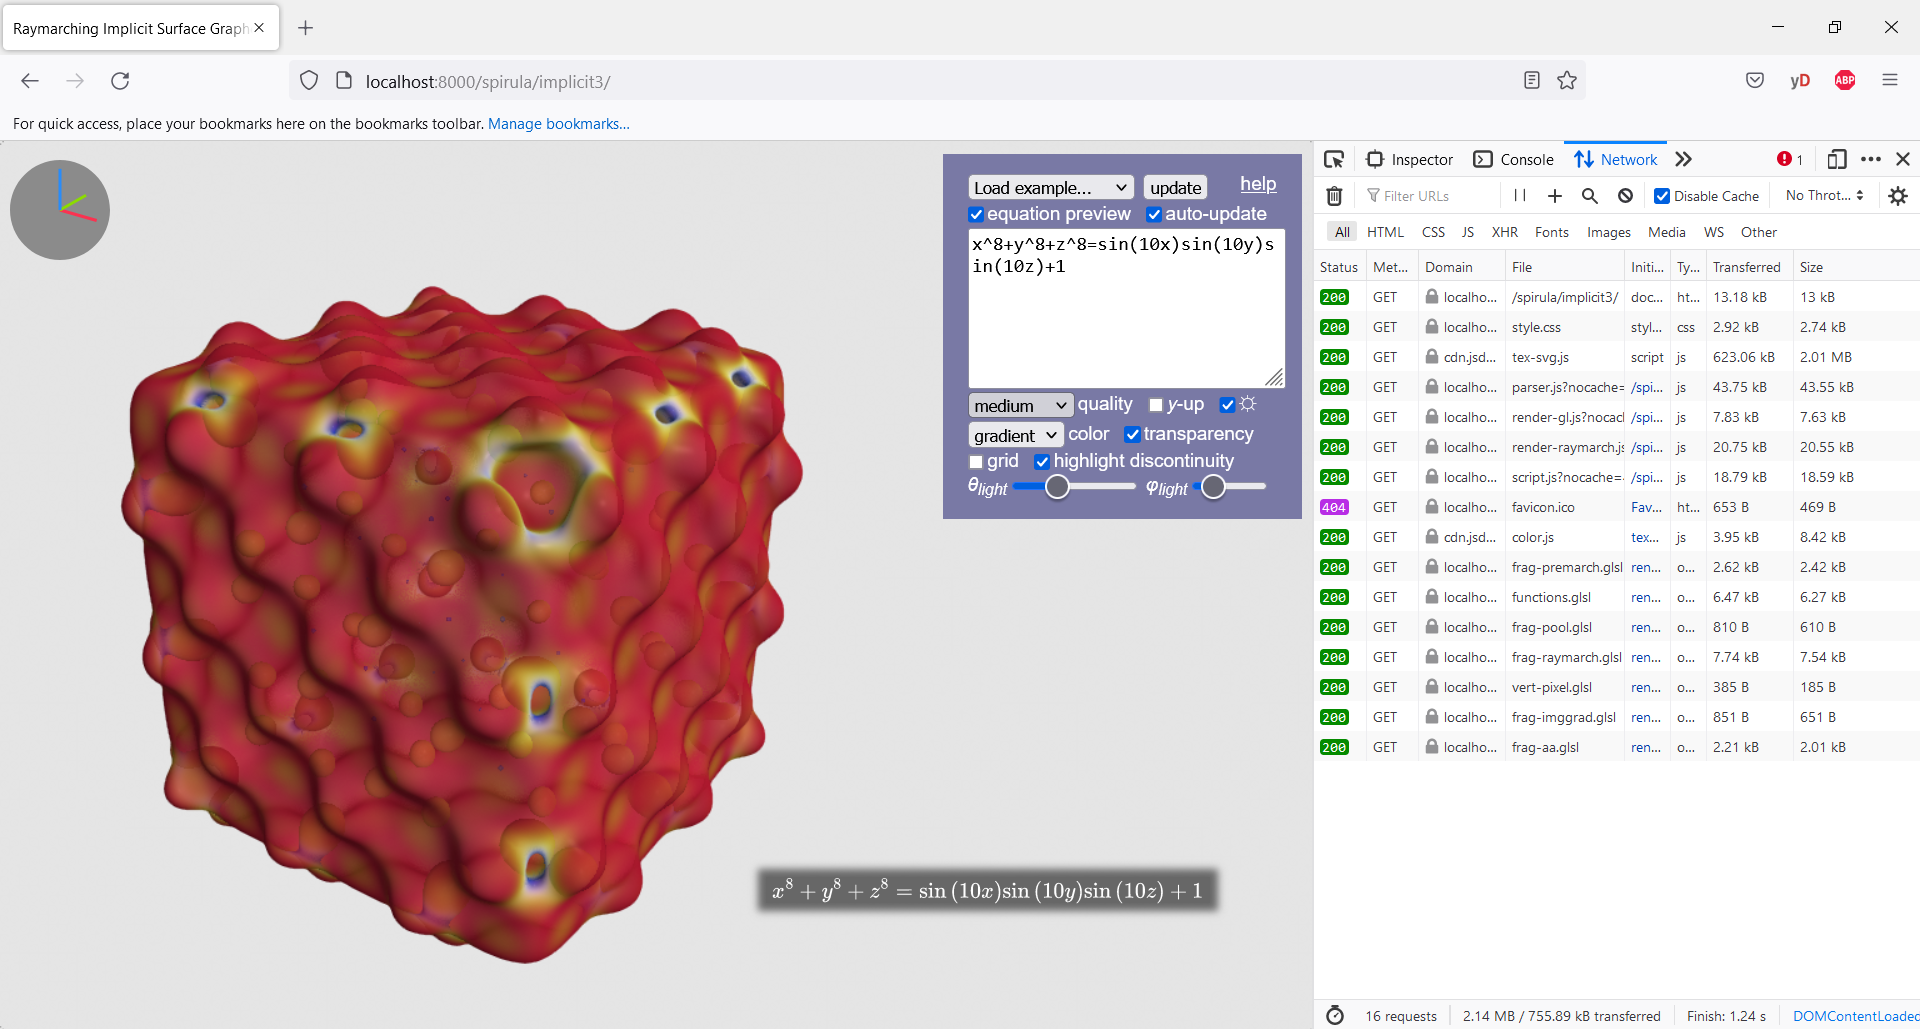 Raymarching Implicit Surface Graph
localhost:8000/spirula/implicit3/
yD
ABP
For quick access, place your bookmarks here on the bookmarks toolbar. Manage bookmarks...
Load example... update help
equation preview auto-update
x^8+y^8+z^8=sin(10x)sin(10y)s
in(10z)+1
medium quality y-up
gradient color transparency
grid highlight discontinuity
θlight φlight
x⁸ + y⁸ + z⁸ = sin (10x)sin (10y)sin (10z) + 1
Inspector Console Network 1
Filter URLs Disable Cache No Throt...
All HTML CSS JS XHR Fonts Images Media WS Other
Status Met... Domain File Initi... Ty... Transferred Size
200 GET localho... /spirula/implicit3/ doc... ht... 13.18 kB 13 kB
200 GET localho... style.css styl... css 2.92 kB 2.74 kB
200 GET cdn.jsd... tex-svg.js script js 623.06 kB 2.01 MB
200 GET localho... parser.js?nocache= /spi... js 43.75 kB 43.55 kB
200 GET localho... render-gl.js?nocacl /spi... js 7.83 kB 7.63 kB
200 GET localho... render-raymarch.js /spi... js 20.75 kB 20.55 kB
200 GET localho... script.js?nocache= /spi... js 18.79 kB 18.59 kB
404 GET localho... favicon.ico Fav... ht... 653 B 469 B
200 GET cdn.jsd... color.js tex... js 3.95 kB 8.42 kB
200 GET localho... frag-premarch.glsl ren... o... 2.62 kB 2.42 kB
200 GET localho... functions.glsl ren... o... 6.47 kB 6.27 kB
200 GET localho... frag-pool.glsl ren... o... 810 B 610 B
200 GET localho... frag-raymarch.glsl ren... o... 7.74 kB 7.54 kB
200 GET localho... vert-pixel.glsl ren... o... 385 B 185 B
200 GET localho... frag-imggrad.glsl ren... o... 851 B 651 B
200 GET localho... frag-aa.glsl ren... o... 2.21 kB 2.01 kB
16 requests 2.14 MB / 755.89 kB transferred Finish: 1.24 s DOMContentLoaded